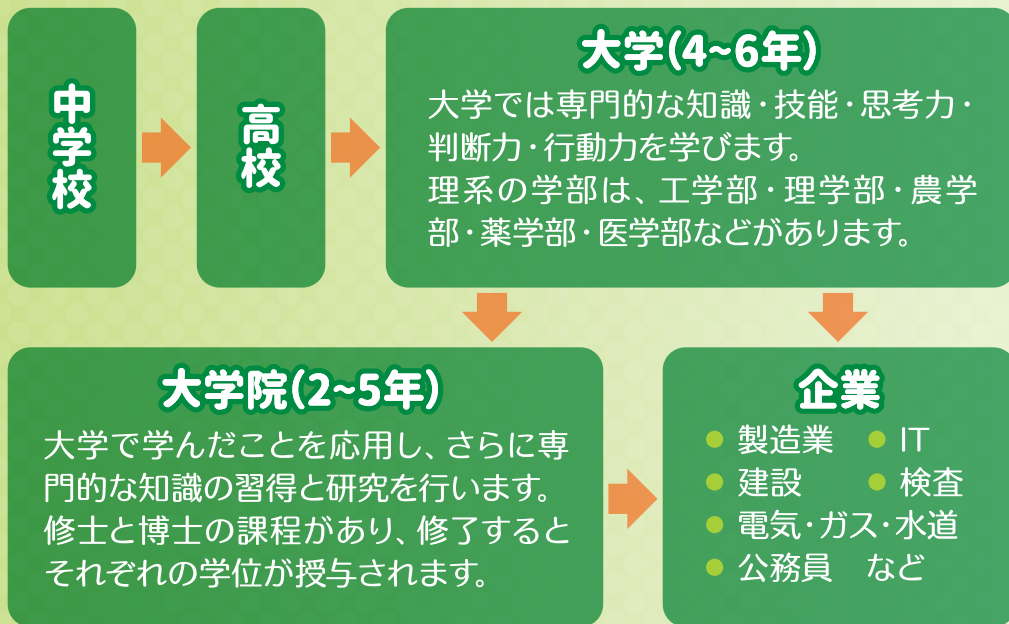 中学校
高校
大学(4~6年)
大学では専門的な知識・技能・思考力・
判断力・行動力を学びます。
理系の学部は、工学部・理学部・農学
部・薬学部・医学部などがあります。
大学院(2~5年)
大学で学んだことを応用し、さらに専
門的な知識の習得と研究を行います。
修士と博士の課程があり、修了すると
それぞれの学位が授与されます。
企業
● 製造業 ● IT
● 建設 ● 検査
● 電気・ガス・水道
● 公務員 など